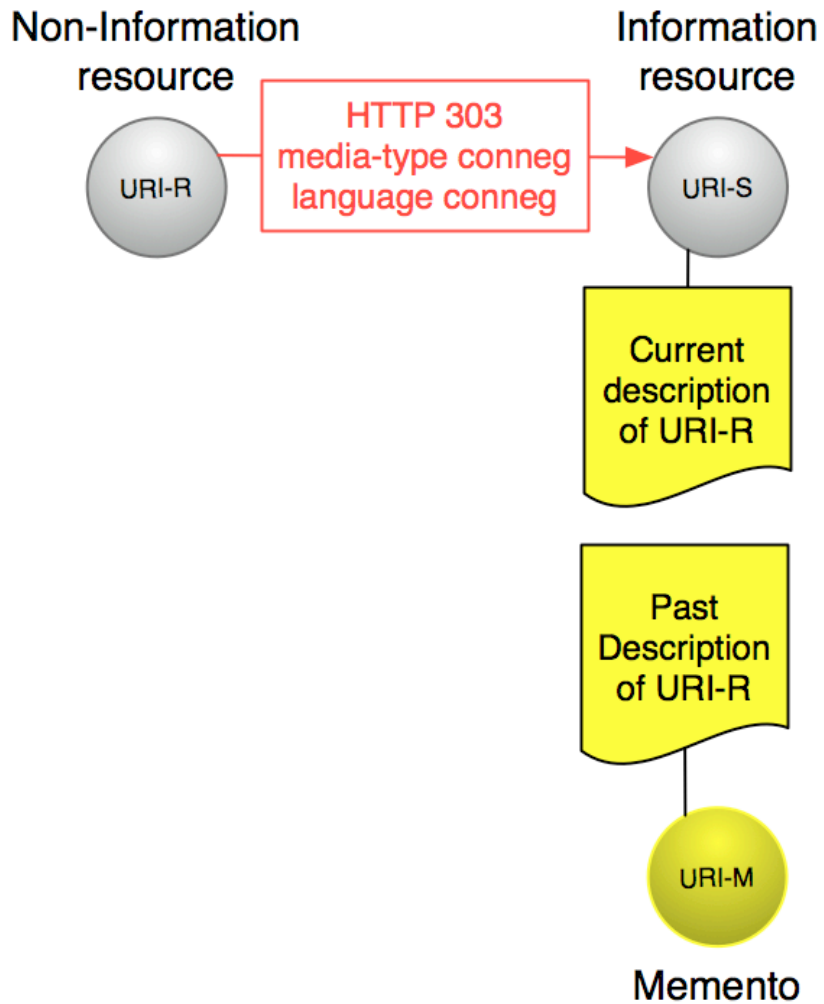 Non-Information
resource
Information
resource
HTTP 303
media-type conneg
language conneg
URI-R
URI-S
Current
description
of URI-R
Past
Description
of URI-R
URI-M
Memento